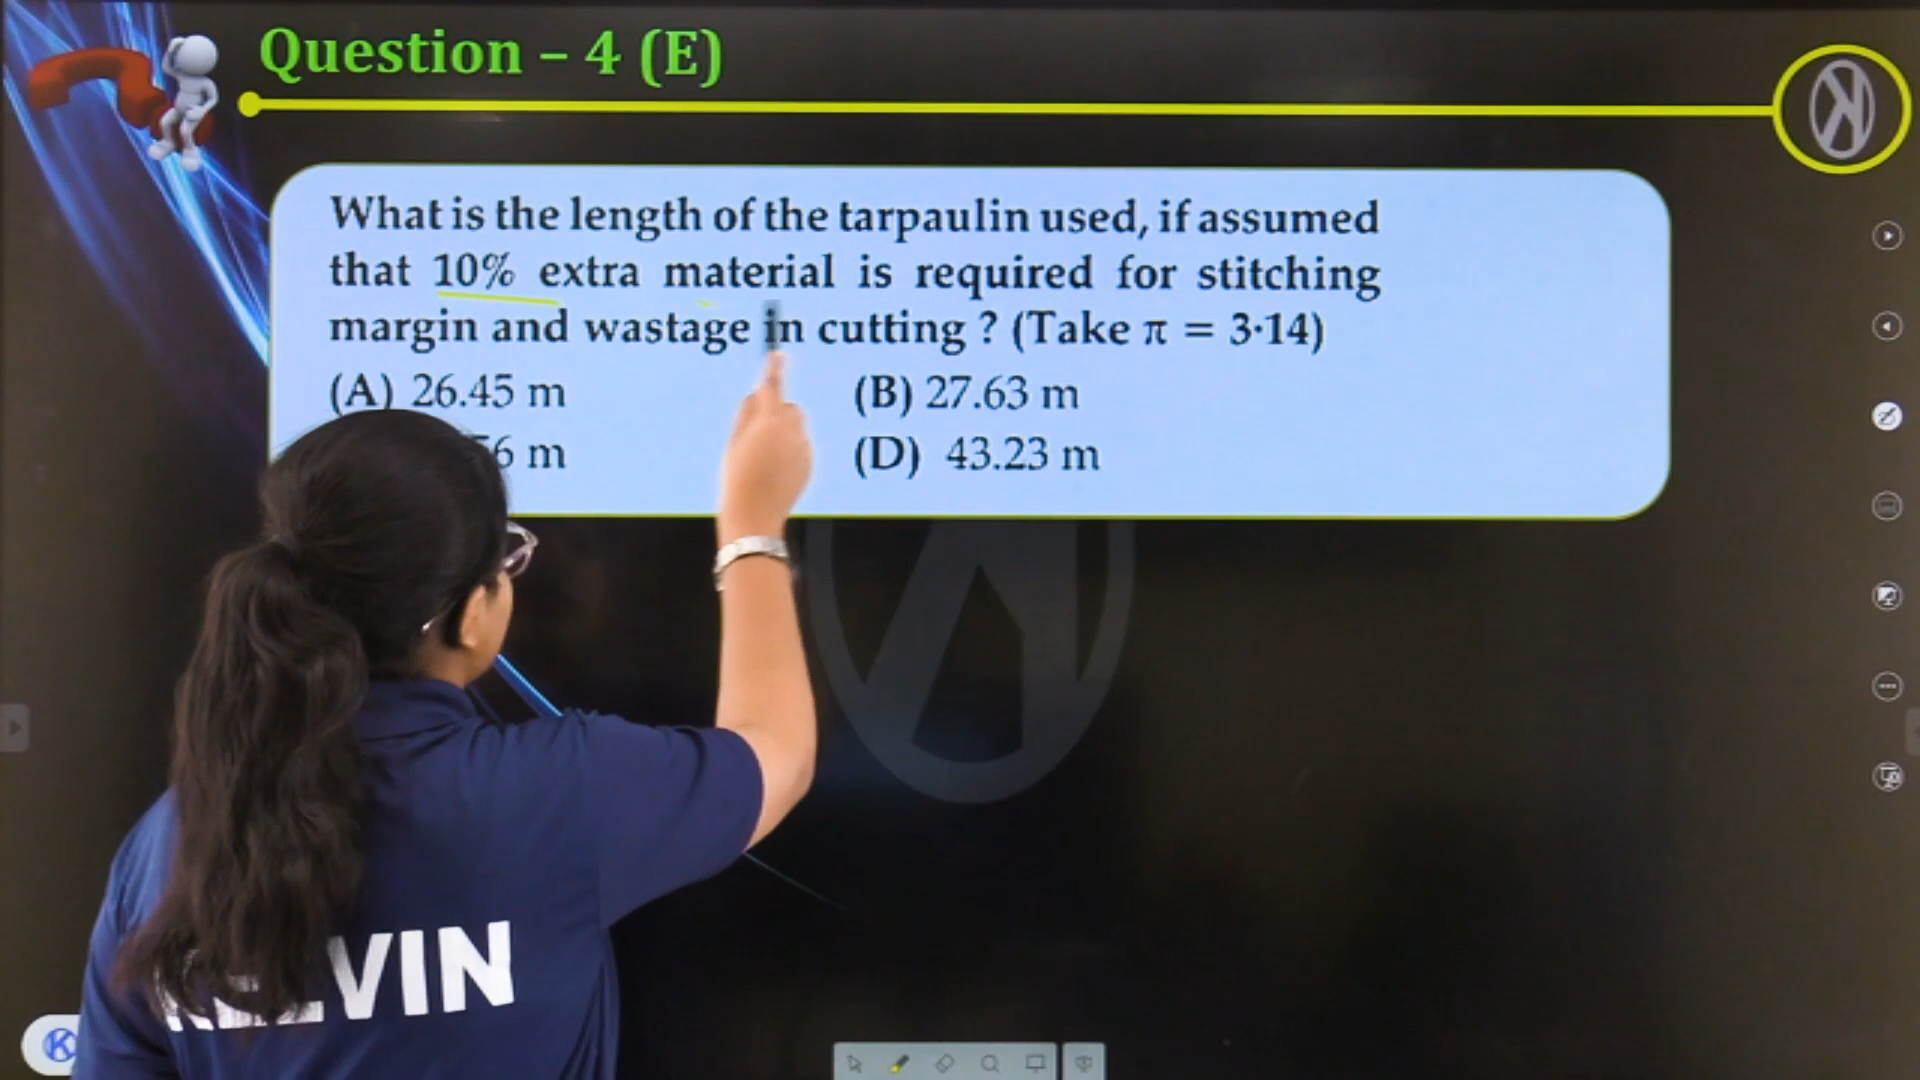 Question – 4 (E)
What is the length of the tarpaulin used, if assumed
that 10% extra material is required for stitching
margin and wastage in cutting ? (Take π = 3·14)
(A) 26.45 m (B) 27.63 m
6 m (D) 43.23 m
VIN
K